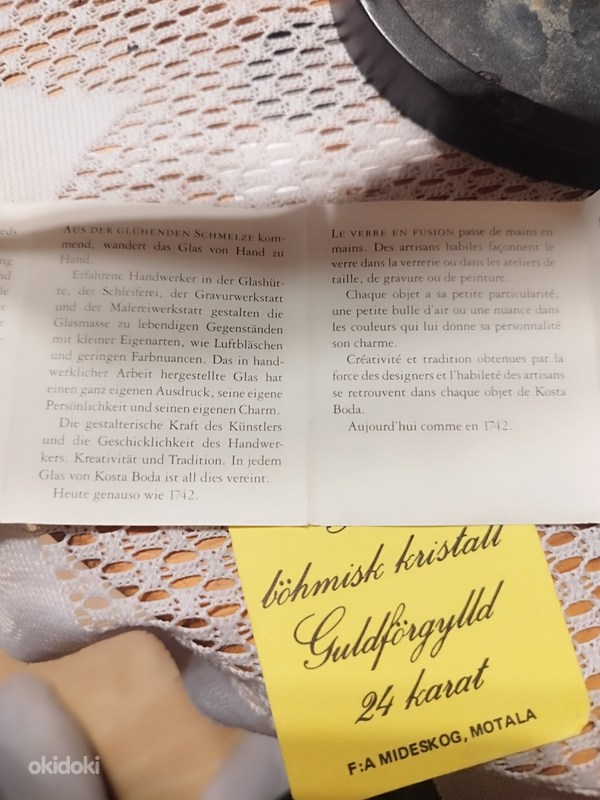 eds
ng
nd
le
e
e
AUS DER GLÜHENDEN SCHMELZE kom-
mend, wandert das Glas von Hand zu
Hand.
Erfahrene Handwerker in der Glashüt-
te, der Schleiferei, der Gravurwerkstatt
und der Malereiwerkstatt gestalten die
Glasmasse zu lebendigen Gegenständen
mit kleiner Eigenarten, wie Luftbläschen
und geringen Farbnuancen. Das in hand-
werklicher Arbeit hergestellte Glas hat
einen ganz eigenen Ausdruck, seine eigene
Persönlichkeit und seinen eigenen Charm.
Die gestalterische Kraft des Künstlers
und die Geschicklichkeit des Handwer-
kers. Kreativität und Tradition. In jedem
Glas von Kosta Boda ist all dies vereint.
Heute genauso wie 1742.
LE VERRE EN FUSION passe de mains en
mains. Des artisans habiles façonnent le
verre dans la verrerie ou dans les ateliers de
taille, de gravure ou de peinture.
Chaque objet a sa petite particularité,
une petite bulle d'air ou une nuance dans
les couleurs qui lui donne sa personnalité
son charme.
Créativité et tradition obtenues par la
force des designers et l'habileté des artisans
se retrouvent dans chaque objet de Kosta
Boda.
Aujourd'hui comme en 1742.
böhmisk kristall
Guldförgylld
24 karat
F:A MIDESKOG, MOTALA
okidoki